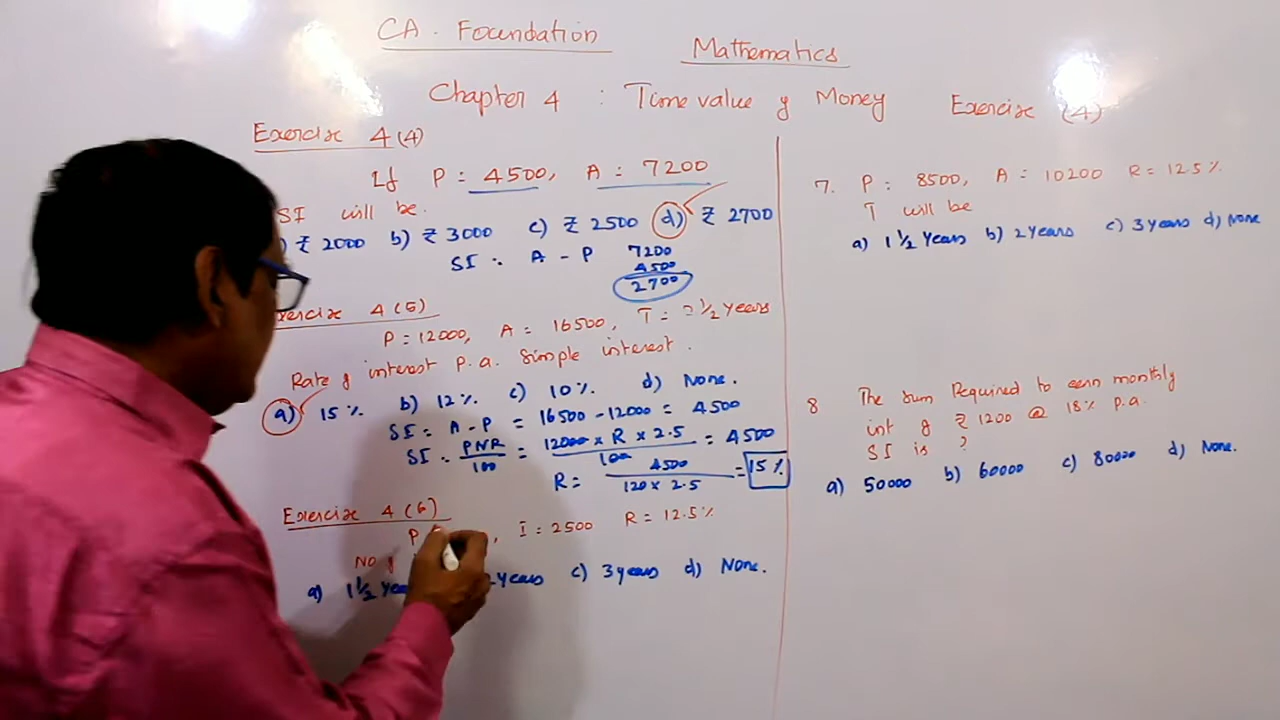 CA. Foundation Mathematics
Chapter 4 : Time value of Money Exercise (4)
Exercise 4 (4)
If P = 4500, A = 7200
SI will be.
) ₹ 2000 b) ₹ 3000 c) ₹ 2500 d) ₹ 2700
SI = A - P 7200
4500
2700
Exercise 4 (5)
P = 12000, A = 16500, T = 2 1/2 years
Rate of interest P.a. Simple interest.
a) 15% b) 12% c) 10% d) None.
SI = A - P = 16500 - 12000 = 4500
SI = PNR/100 = 12000 x R x 2.5/100 = 4500
R = 4500/120 x 2.5 = 15%
Exercise 4 (6)
P , I = 2500 R = 12.5%
No of
a) 1 1/2 Yea years c) 3 years d) None.
7. P = 8500, A = 10200 R = 12.5%
T will be
a) 1 1/2 Years b) 2 years c) 3 years d) None
8 The sum Required to earn monthly
int of ₹ 1200 @ 18% p.a.
SI is ?
a) 50000 b) 60000 c) 80000 d) None.